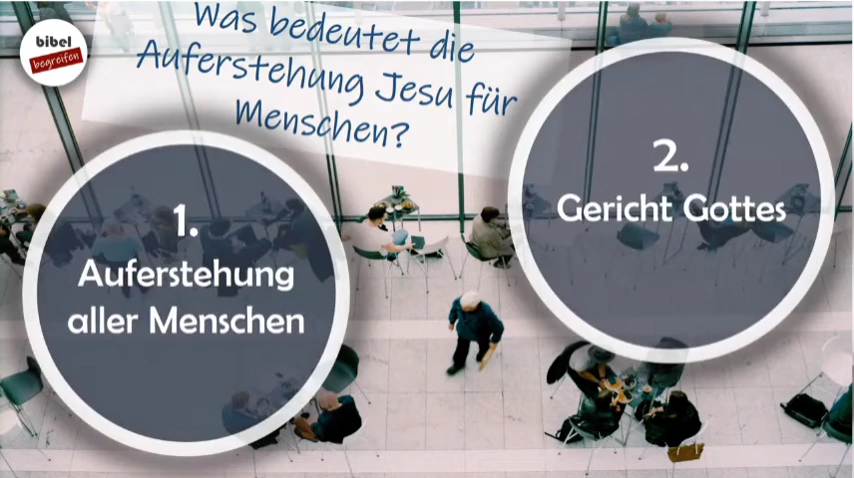 bibel
begreifen
Was bedeutet die
Auferstehung Jesu für
Menschen?
1.
Auferstehung
aller Menschen
2.
Gericht Gottes